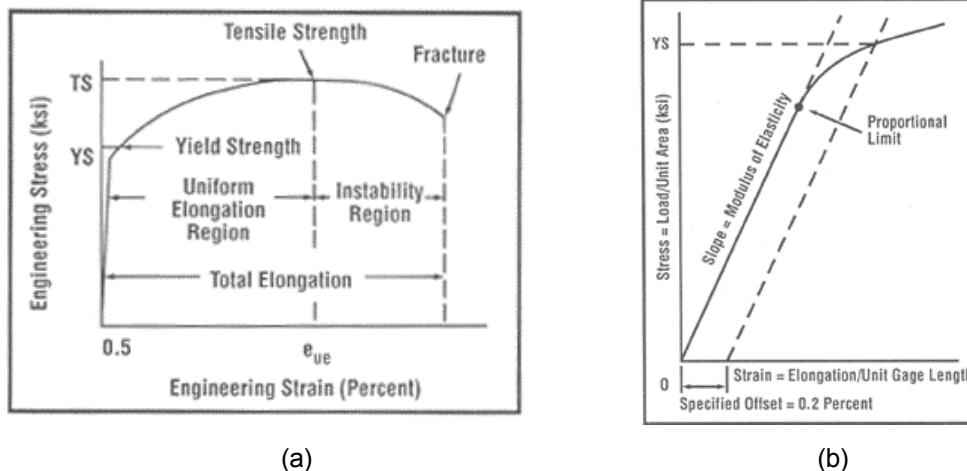 Tensile Strength
Fracture
TS
YS
Yield Strength
Uniform
Elongation
Region
Instability
Region
Total Elongation
Engineering Stress (ksi)
0.5
eue
Engineering Strain (Percent)
(a)
YS
Proportional
Limit
Slope = Modulus of Elasticity
Stress = Load/Unit Area (ksi)
0
Strain = Elongation/Unit Gage Length
Specified Offset = 0.2 Percent
(b)